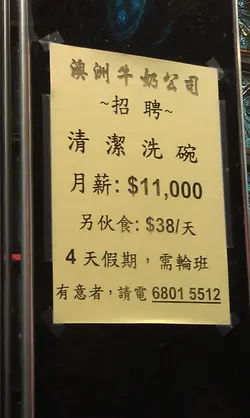 澳洲牛奶公司
~招聘~
清潔洗碗
月薪: $11,000
另伙食: $38/天
4 天假期，需輪班
有意者，請電 6801 5512